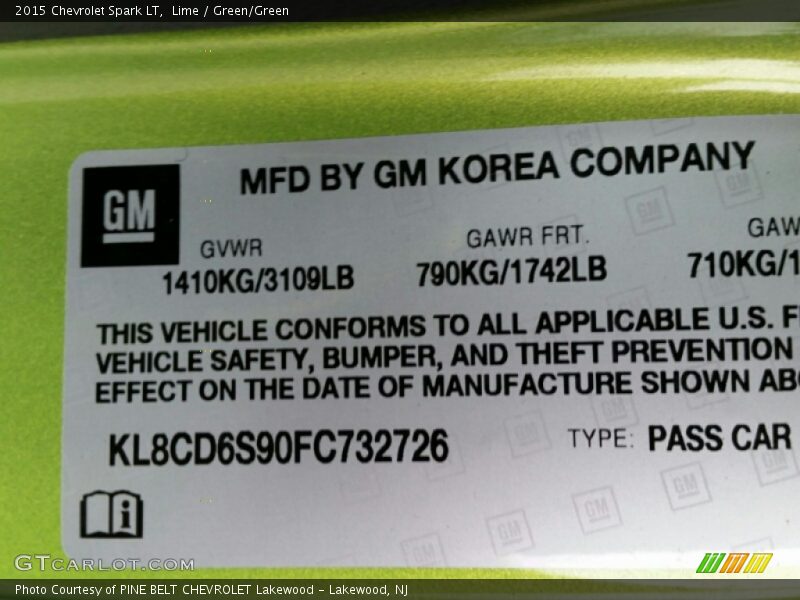 2015 Chevrolet Spark LT,  Lime / Green/Green
MFD BY GM KOREA COMPANY
GM
GVWR GAWR FRT. GAW
1410KG/3109LB 790KG/1742LB 710KG/1
THIS VEHICLE CONFORMS TO ALL APPLICABLE U.S. F
VEHICLE SAFETY, BUMPER, AND THEFT PREVENTION
EFFECT ON THE DATE OF MANUFACTURE SHOWN ABO
KL8CD6S90FC732726 TYPE: PASS CAR
GTCARLOT.COM
Photo Courtesy of PINE BELT CHEVROLET Lakewood - Lakewood, NJ